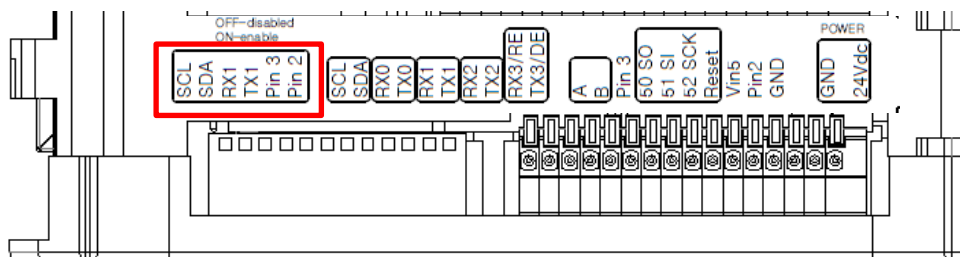 OFF-disabled
ON-enable
POWER
SCL
SDA
RX1
TX1
Pin 3
Pin 2
SCL
SDA
RX0
TX0
RX1
TX1
RX2
TX2
RX3/RE
TX3/DE
A
B
Pin 3
50 SO
51 SI
52 SCK
Reset
Vin5
Pin2
GND
GND
24Vdc